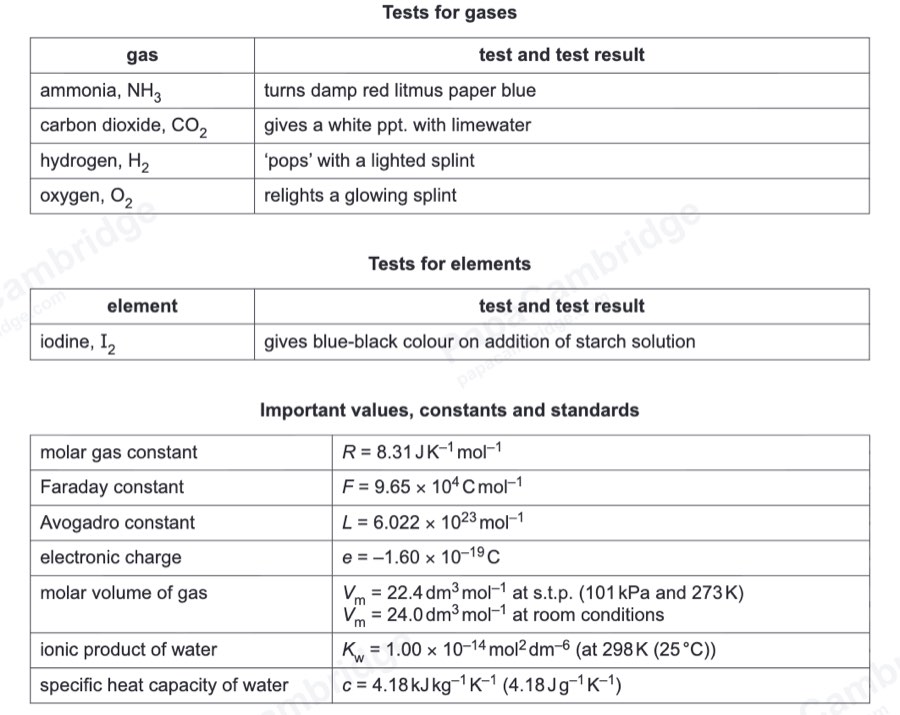 Tests for gases
gas test and test result
ammonia, NH₃ turns damp red litmus paper blue
carbon dioxide, CO₂ gives a white ppt. with limewater
hydrogen, H₂ ‘pops’ with a lighted splint
oxygen, O₂ relights a glowing splint
Tests for elements
element test and test result
iodine, I₂ gives blue-black colour on addition of starch solution
Important values, constants and standards
molar gas constant R = 8.31 J K⁻¹ mol⁻¹
Faraday constant F = 9.65 × 10⁴ C mol⁻¹
Avogadro constant L = 6.022 × 10²³ mol⁻¹
electronic charge e = –1.60 × 10⁻¹⁹ C
molar volume of gas Vₘ = 22.4 dm³ mol⁻¹ at s.t.p. (101 kPa and 273 K)
Vₘ = 24.0 dm³ mol⁻¹ at room conditions
ionic product of water K_w = 1.00 × 10⁻¹⁴ mol² dm⁻⁶ (at 298 K (25 °C))
specific heat capacity of water c = 4.18 kJ kg⁻¹ K⁻¹ (4.18 J g⁻¹ K⁻¹)